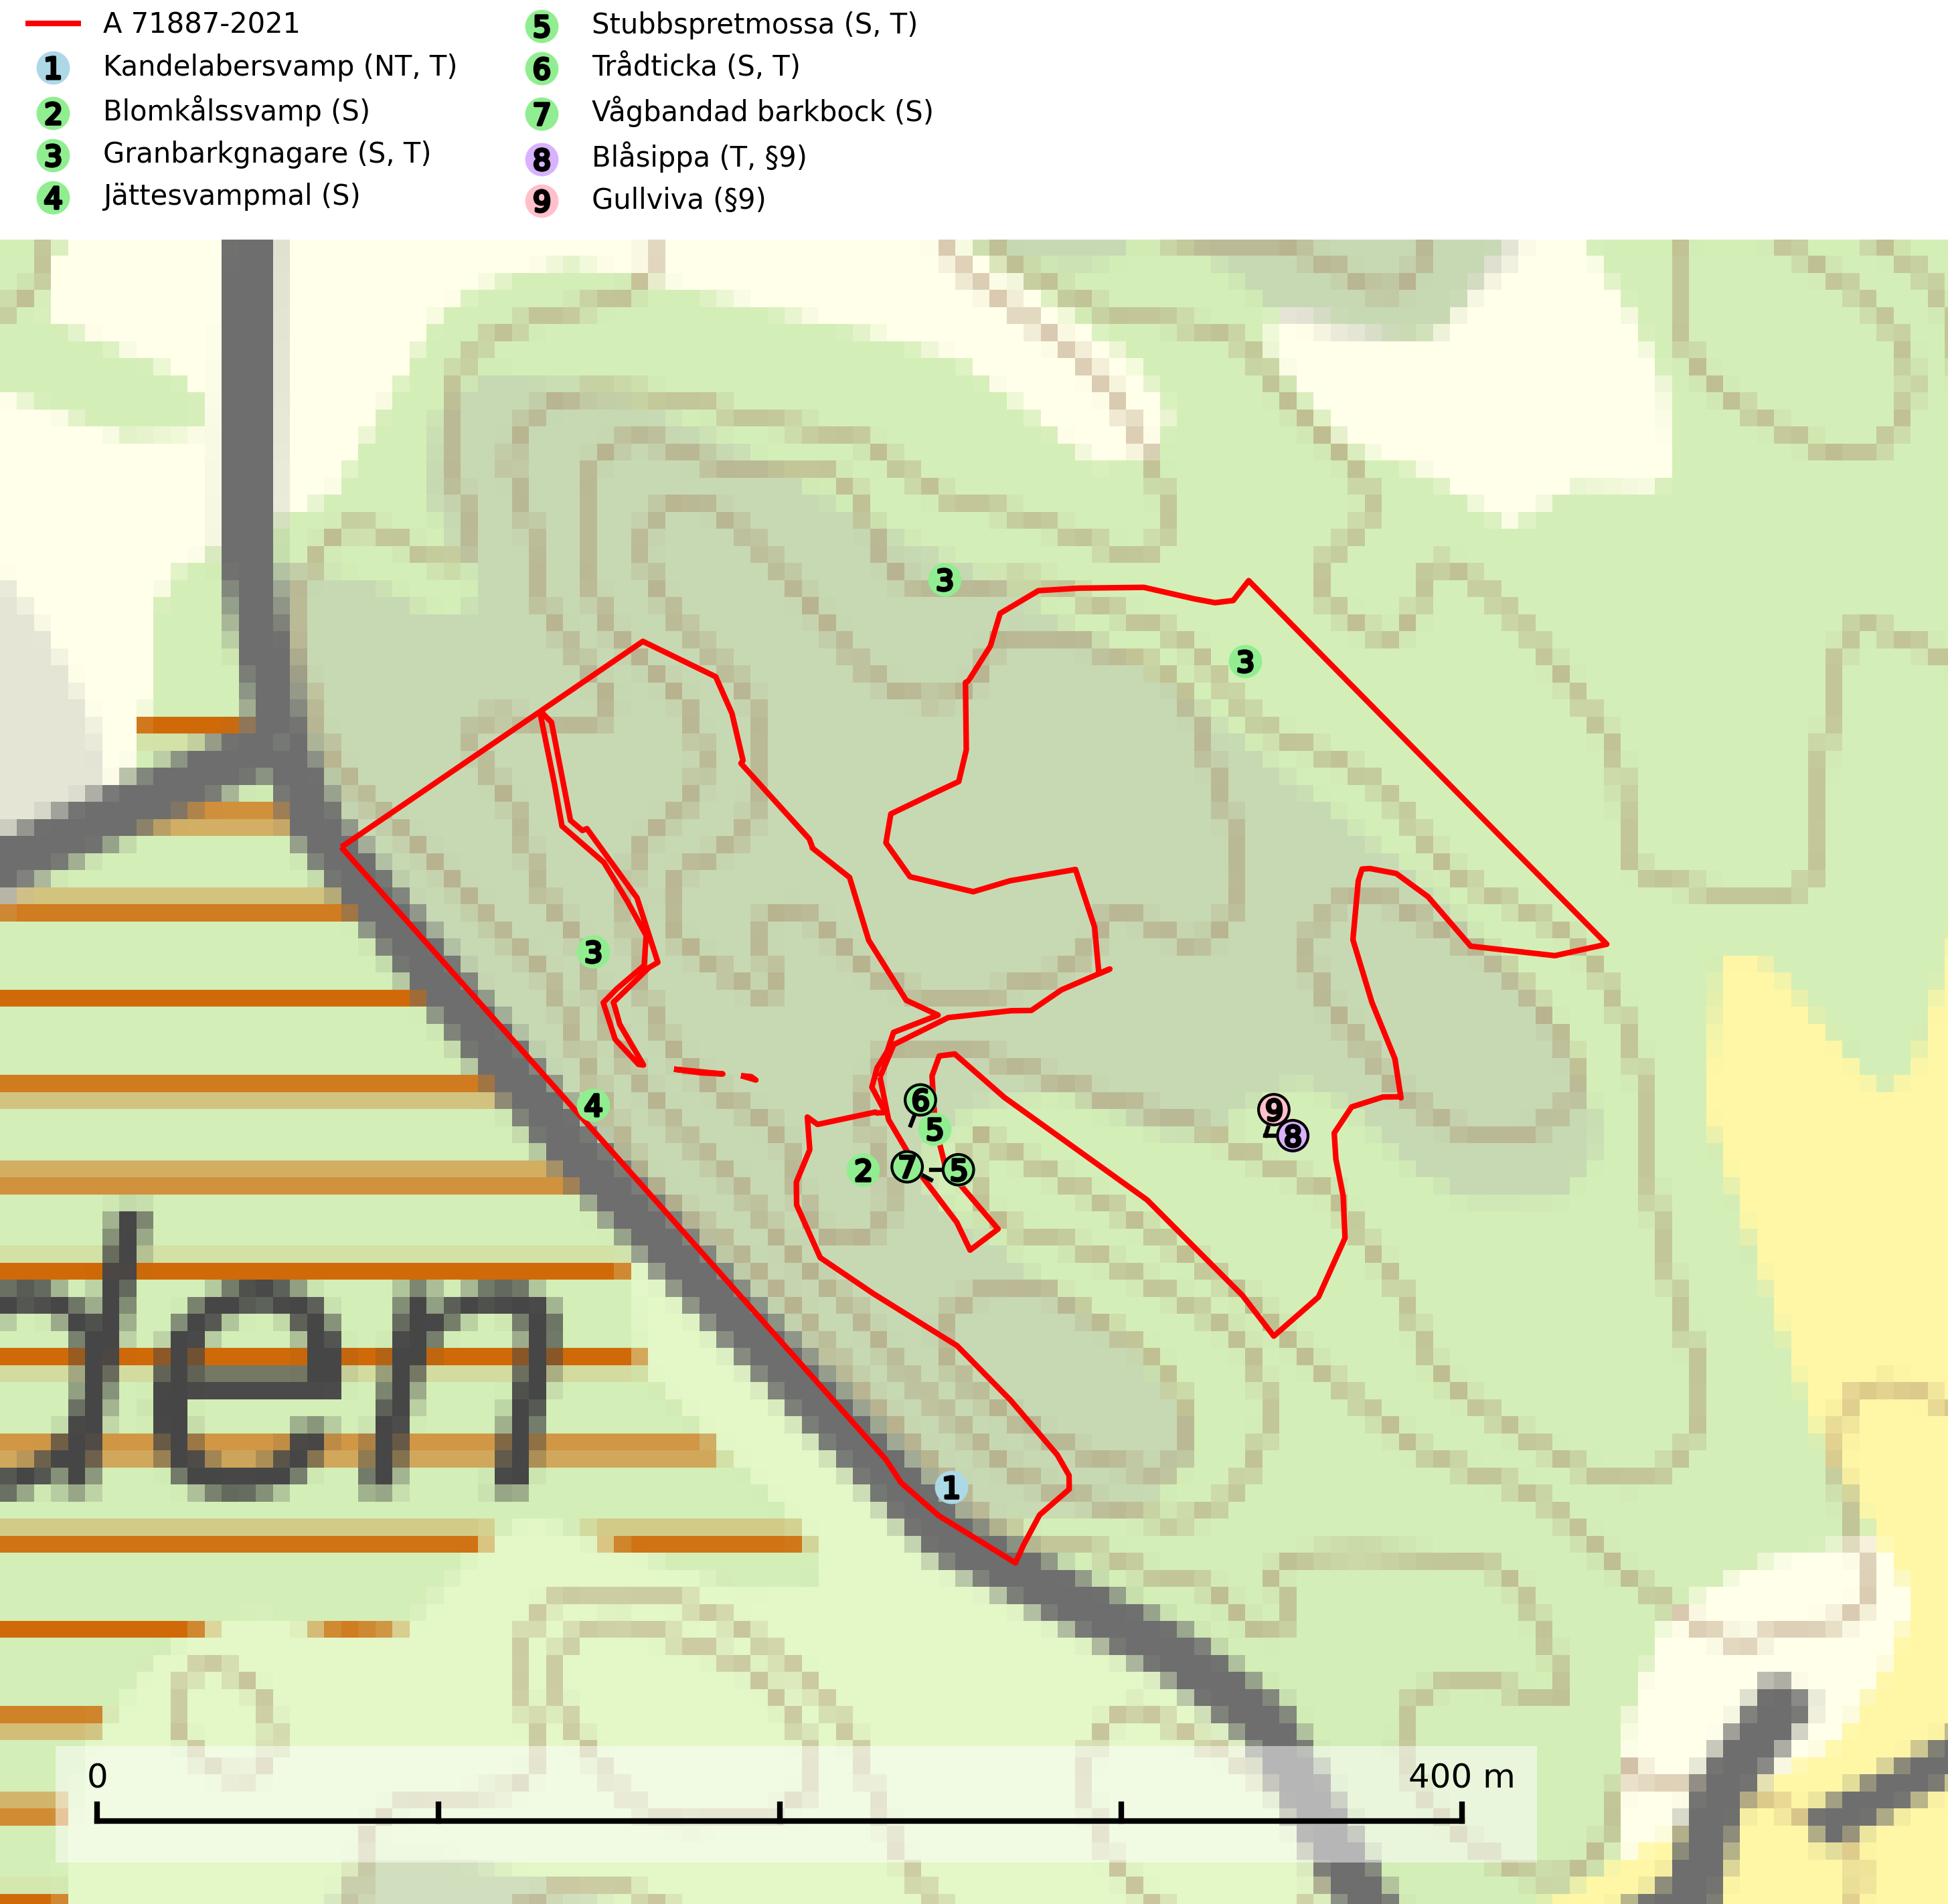 A 71887-2021
1 Kandelabersvamp (NT, T)
2 Blomkålssvamp (S)
3 Granbarkgnagare (S, T)
4 Jättesvampmal (S)
5 Stubbspretmossa (S, T)
6 Trådticka (S, T)
7 Vågbandad barkbock (S)
8 Blåsippa (T, §9)
9 Gullviva (§9)
3
3
3
4
6
5
2
7
5
9
8
1
en
0
400 m